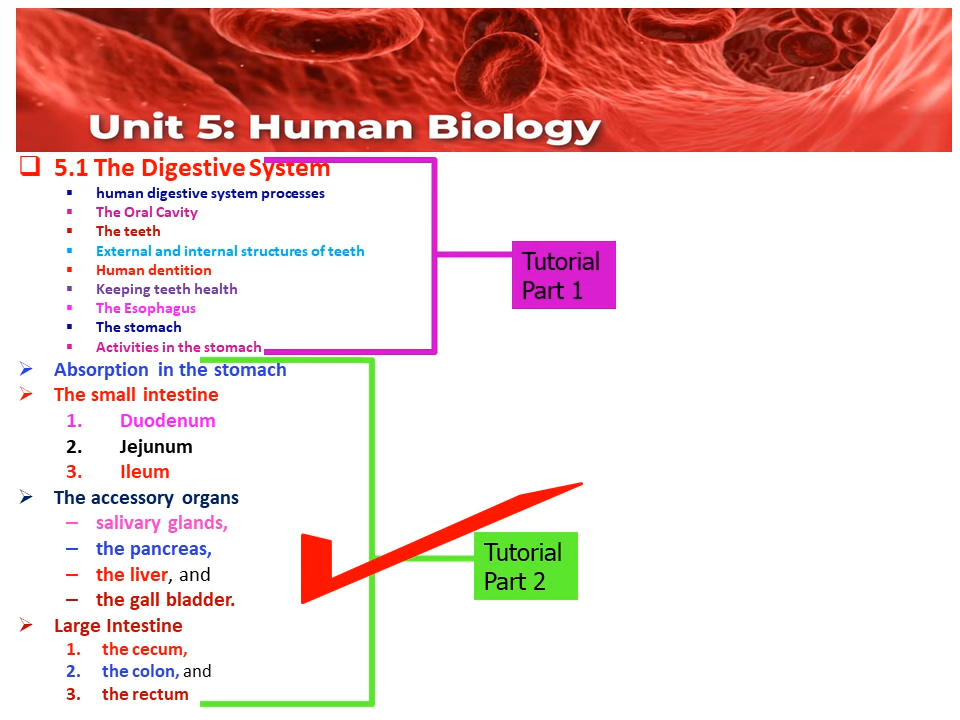 Unit 5: Human Biology
❑ 5.1 The Digestive System
▪ human digestive system processes
▪ The Oral Cavity
▪ The teeth
▪ External and internal structures of teeth
▪ Human dentition
▪ Keeping teeth health
▪ The Esophagus
▪ The stomach
▪ Activities in the stomach
Tutorial
Part 1
➢ Absorption in the stomach
➢ The small intestine
1. Duodenum
2. Jejunum
3. Ileum
➢ The accessory organs
– salivary glands,
– the pancreas,
– the liver, and
– the gall bladder.
➢ Large Intestine
1. the cecum,
2. the colon, and
3. the rectum
Tutorial
Part 2